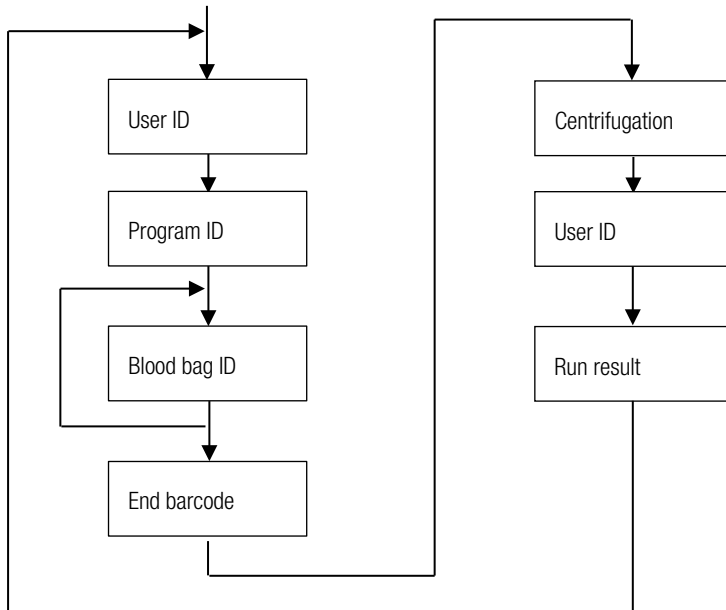 User ID
Program ID
Blood bag ID
End barcode
Centrifugation
User ID
Run result